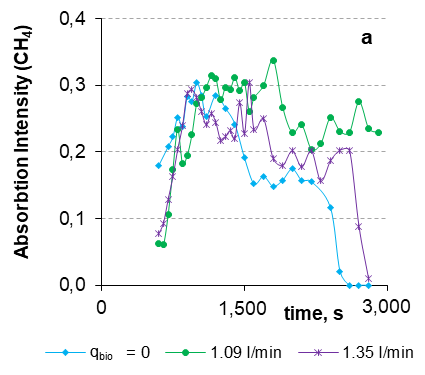 0,4
a
0,3
0,2
0,1
0,0
Absorbtion Intensity (CH4)
0
1,500
3,000
time, s
qbio = 0
1.09 l/min
1.35 l/min